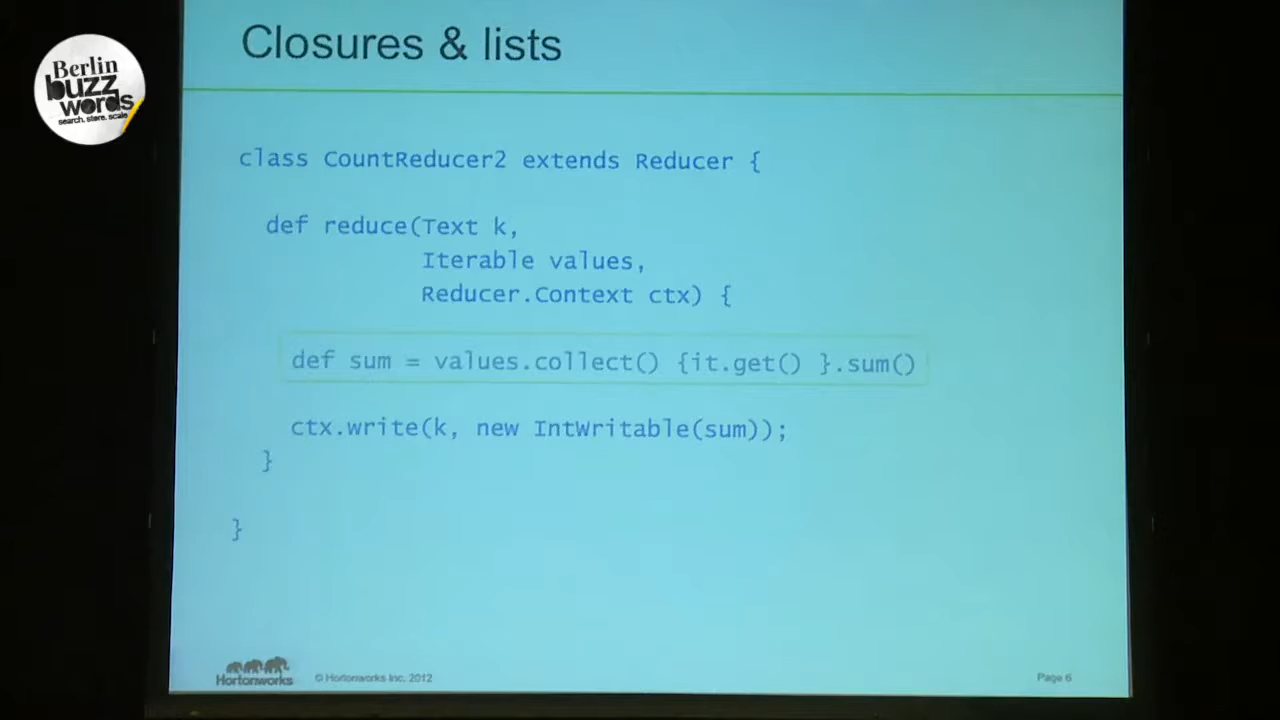 Closures & lists
Berlin
buzz
words
search. store. scale
class CountReducer2 extends Reducer {
def reduce(Text k,
Iterable values,
Reducer.Context ctx) {
def sum = values.collect() {it.get() }.sum()
ctx.write(k, new IntWritable(sum));
}
}
Hortonworks
© Hortonworks Inc. 2012
Page 6